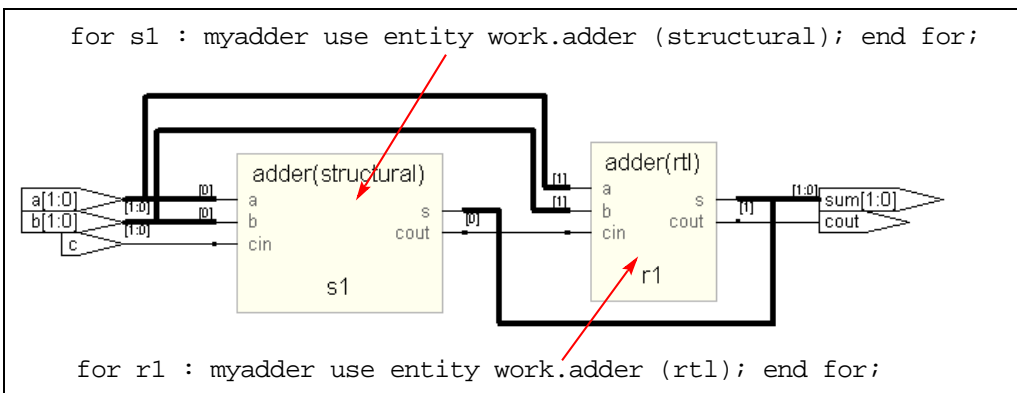 for s1 : myadder use entity work.adder (structural); end for;
adder(structural)
adder(rtl)
a[1:0]
b[1:0]
c
[1:0]
[1:0]
[0]
[0]
a
b
cin
s
cout
s1
[0]
[1]
[1]
a
b
cin
s
cout
r1
[1]
[1:0]
sum[1:0]
cout
for r1 : myadder use entity work.adder (rtl); end for;